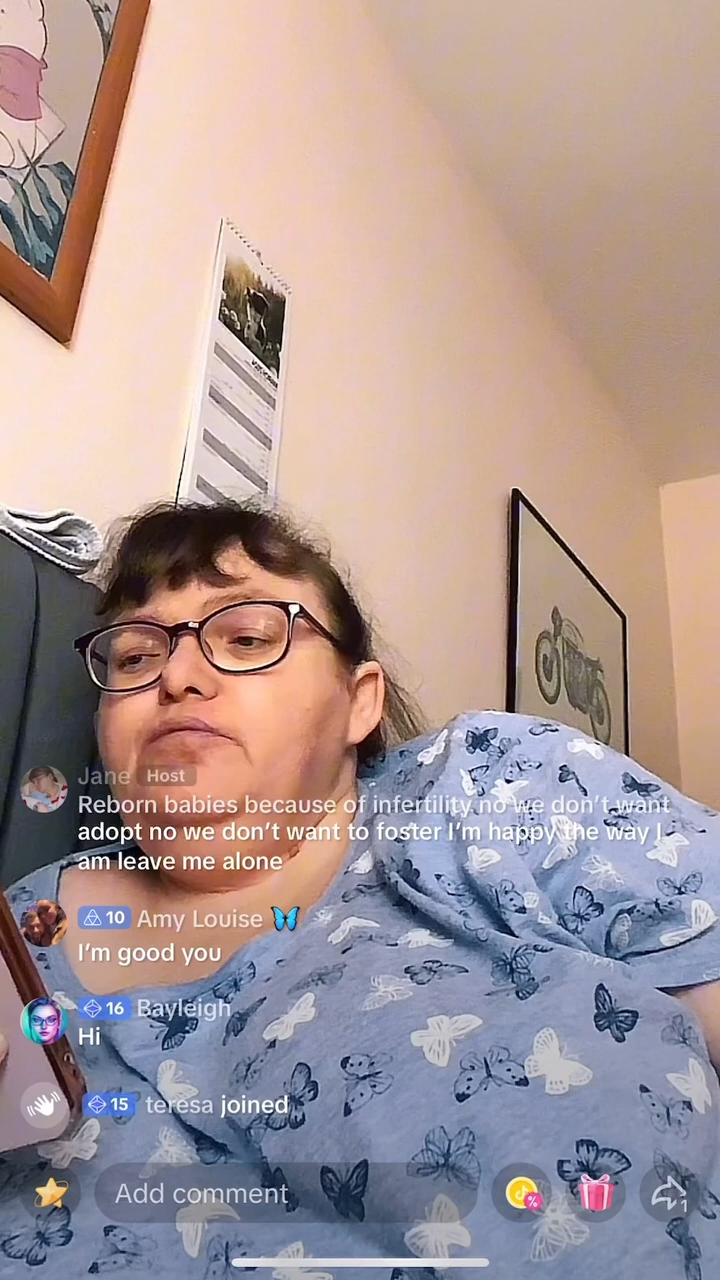 Jane Host
Reborn babies because of infertility no we don't want
adopt no we don't want to foster I'm happy the way I
am leave me alone
10 Amy Louise 🦋
I'm good you
16 Bayleigh
Hi
15 teresa joined
Add comment
1